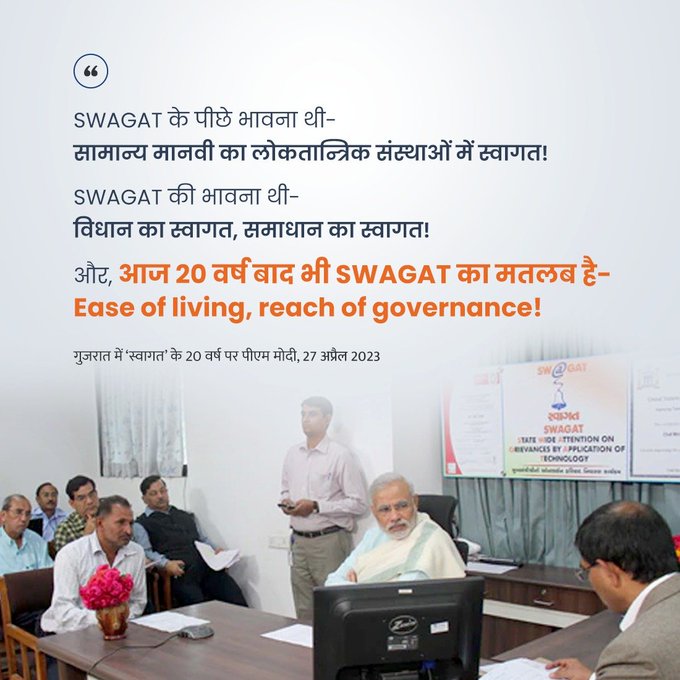 SWAGAT के पीछे भावना थी-
सामान्य मानवी का लोकतान्त्रिक संस्थाओं में स्वागत!
SWAGAT की भावना थी-
विधान का स्वागत, समाधान का स्वागत!
और, आज 20 वर्ष बाद भी SWAGAT का मतलब है-
Ease of living, reach of governance!
गुजरात में ‘स्वागत’ के 20 वर्ष पर पीएम मोदी, 27 अप्रैल 2023
SW@GAT
સ્વાગત
SWAGAT
STATE WIDE ATTENTION ON
GRIEVANCES BY APPLICATION OF
TECHNOLOGY